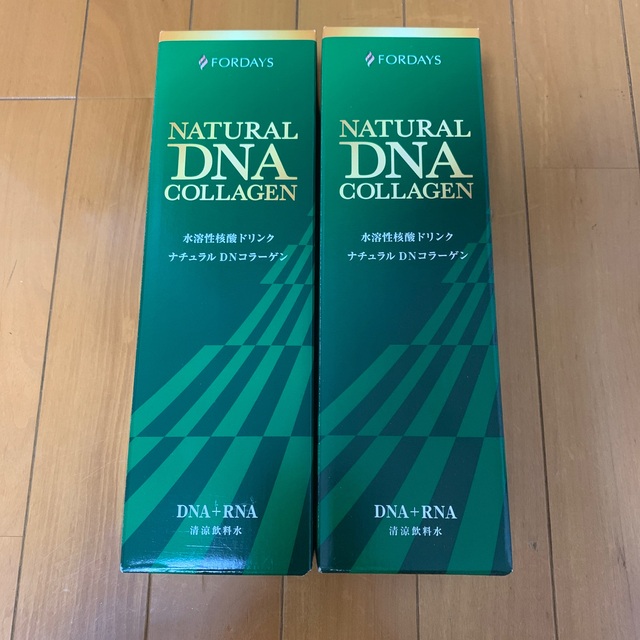 FORDAYS
NATURAL
DNA
COLLAGEN
水溶性核酸ドリンク
ナチュラル DNコラーゲン
DNA+RNA
清涼飲料水
FORDAYS
NATURAL
DNA
COLLAGEN
水溶性核酸ドリンク
ナチュラル DNコラーゲン
DNA+RNA
清涼飲料水